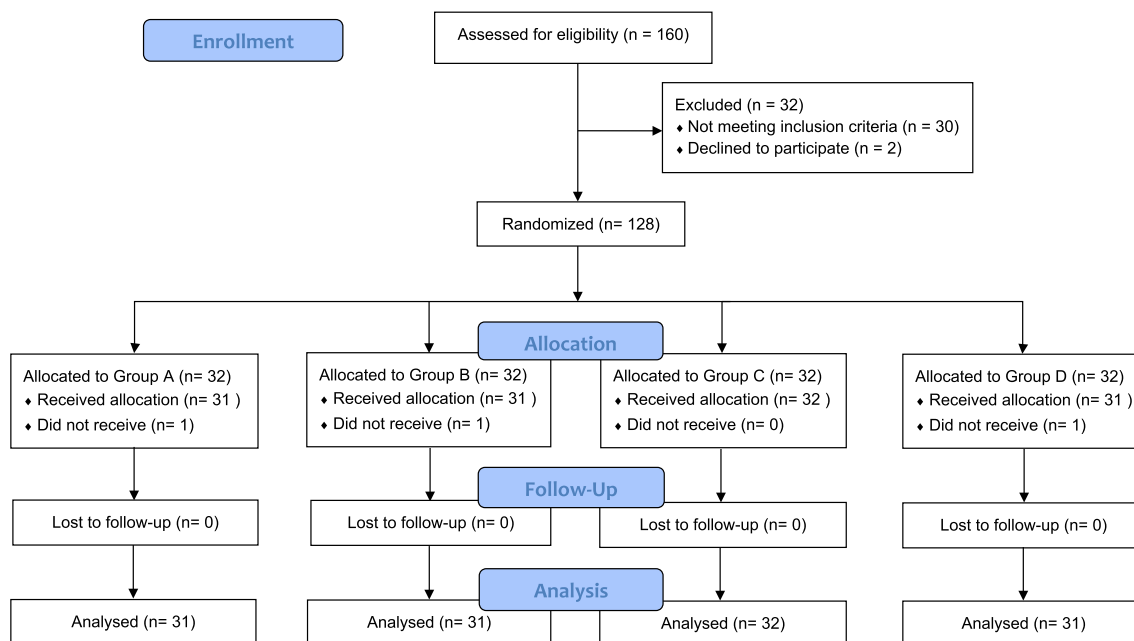 Enrollment
Assessed for eligibility (n = 160)
Excluded (n = 32)
♦ Not meeting inclusion criteria (n = 30)
♦ Declined to participate (n = 2)
Randomized (n= 128)
Allocation
Allocated to Group A (n= 32)
♦ Received allocation (n= 31 )
♦ Did not receive (n= 1)
Allocated to Group B (n= 32)
♦ Received allocation (n= 31 )
♦ Did not receive (n= 1)
Allocated to Group C (n= 32)
♦ Received allocation (n= 32 )
♦ Did not receive (n= 0)
Allocated to Group D (n= 32)
♦ Received allocation (n= 31 )
♦ Did not receive (n= 1)
Follow-Up
Lost to follow-up (n= 0)
Lost to follow-up (n= 0)
Lost to follow-up (n= 0)
Lost to follow-up (n= 0)
Analysis
Analysed (n= 31)
Analysed (n= 31)
Analysed (n= 32)
Analysed (n= 31)